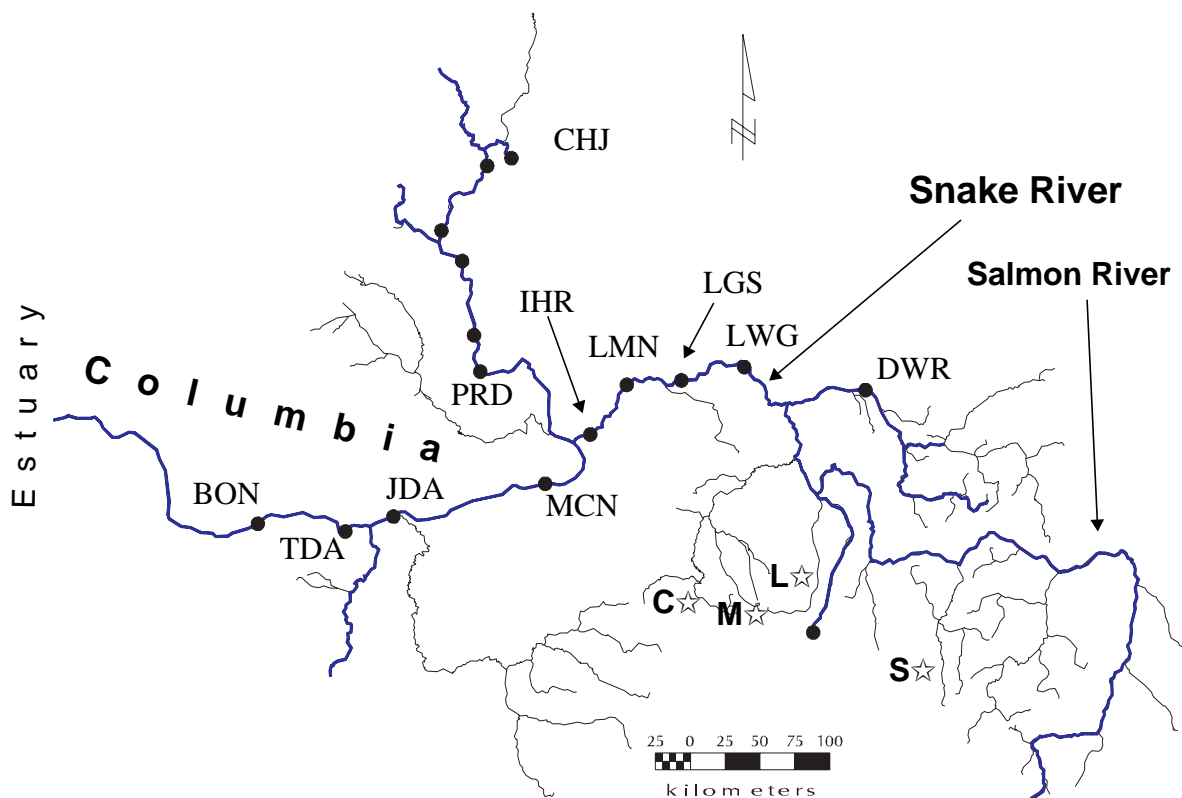 CHJ
Snake River
Salmon River
LGS
IHR
LWG
LMN
DWR
PRD
Estuary
Columbia
BON
JDA
MCN
TDA
L
C
M
S
25 0 25 50 75 100
kilometers